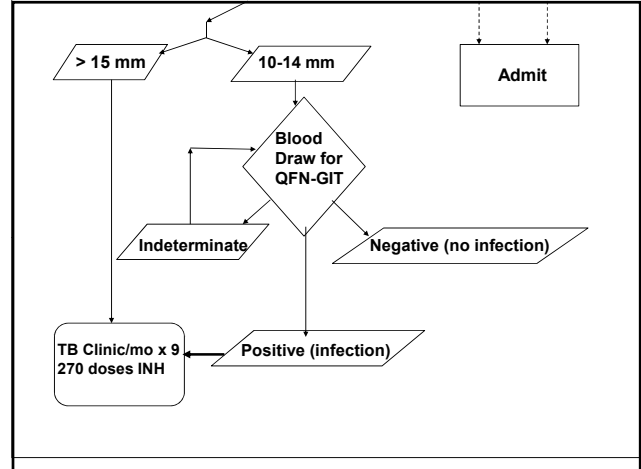 > 15 mm
10-14 mm
Admit
Blood
Draw for
QFN-GIT
Indeterminate
Negative (no infection)
TB Clinic/mo x 9
270 doses INH
Positive (infection)